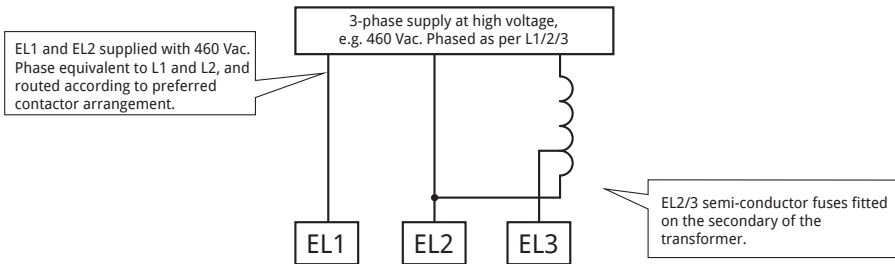 3-phase supply at high voltage,
e.g. 460 Vac. Phased as per L1/2/3
EL1 and EL2 supplied with 460 Vac.
Phase equivalent to L1 and L2, and
routed according to preferred
contactor arrangement.
EL2/3 semi-conductor fuses fitted
on the secondary of the
transformer.
EL1
EL2
EL3